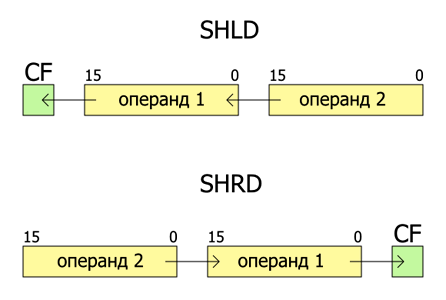 SHLD
CF 15 0 15 0
операнд 1 операнд 2
SHRD
15 0 15 0 CF
операнд 2 операнд 1